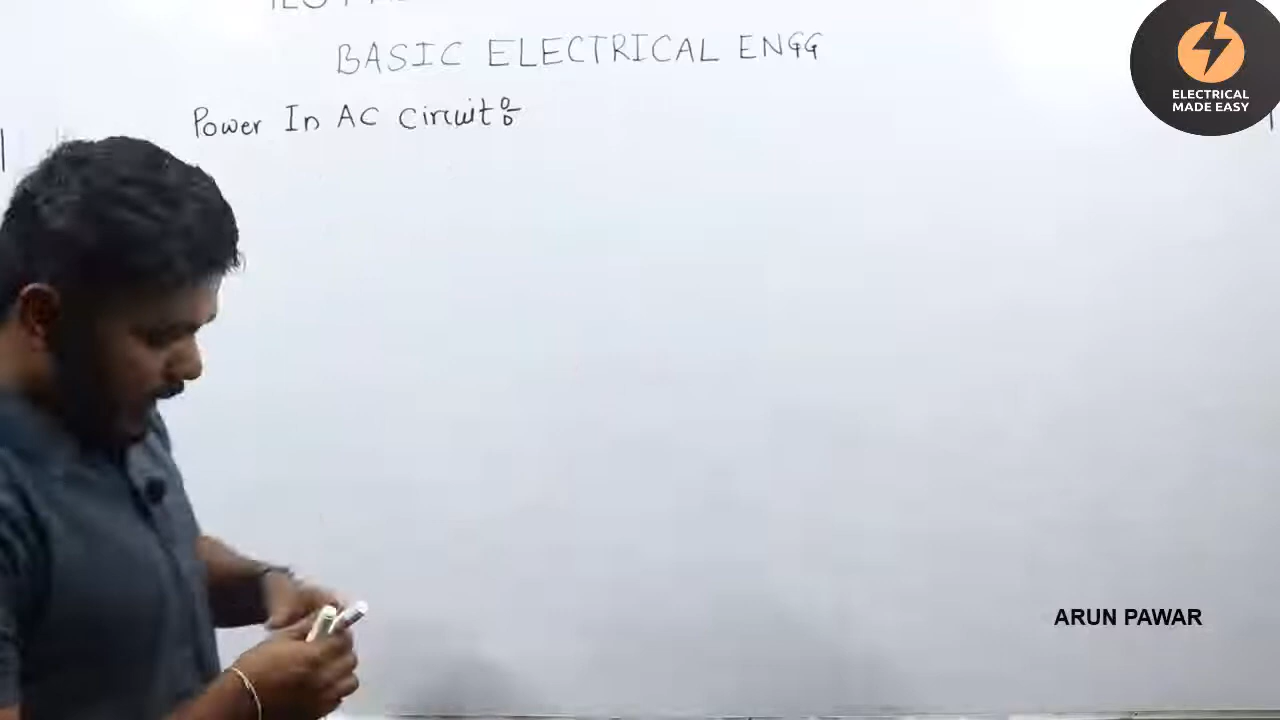 BASIC ELECTRICAL ENGG
Power In AC Circuit
ELECTRICAL
MADE EASY
ARUN PAWAR